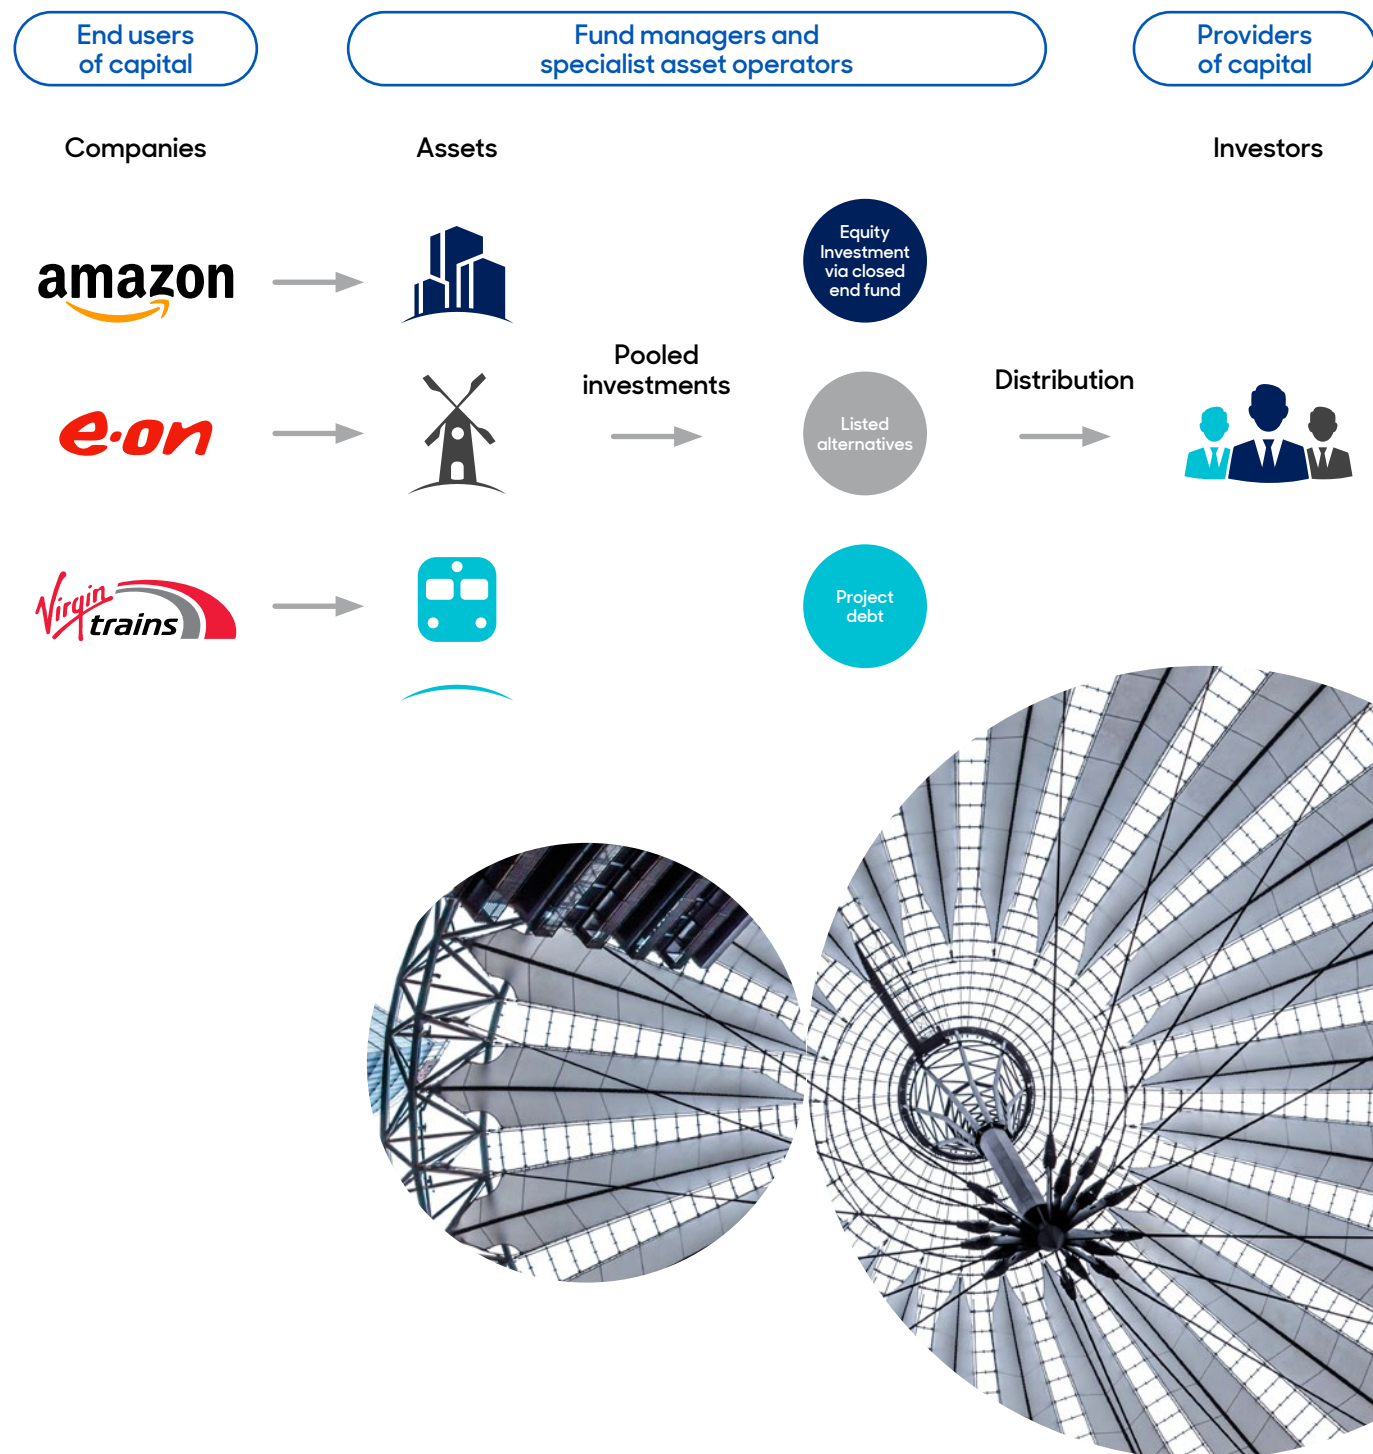 End users
of capital
Fund managers and
specialist asset operators
Providers
of capital
Companies
Assets
Investors
amazon
e·on
Virgin
trains
Pooled
investments
Equity
Investment
via closed
end fund
Listed
alternatives
Project
debt
Distribution